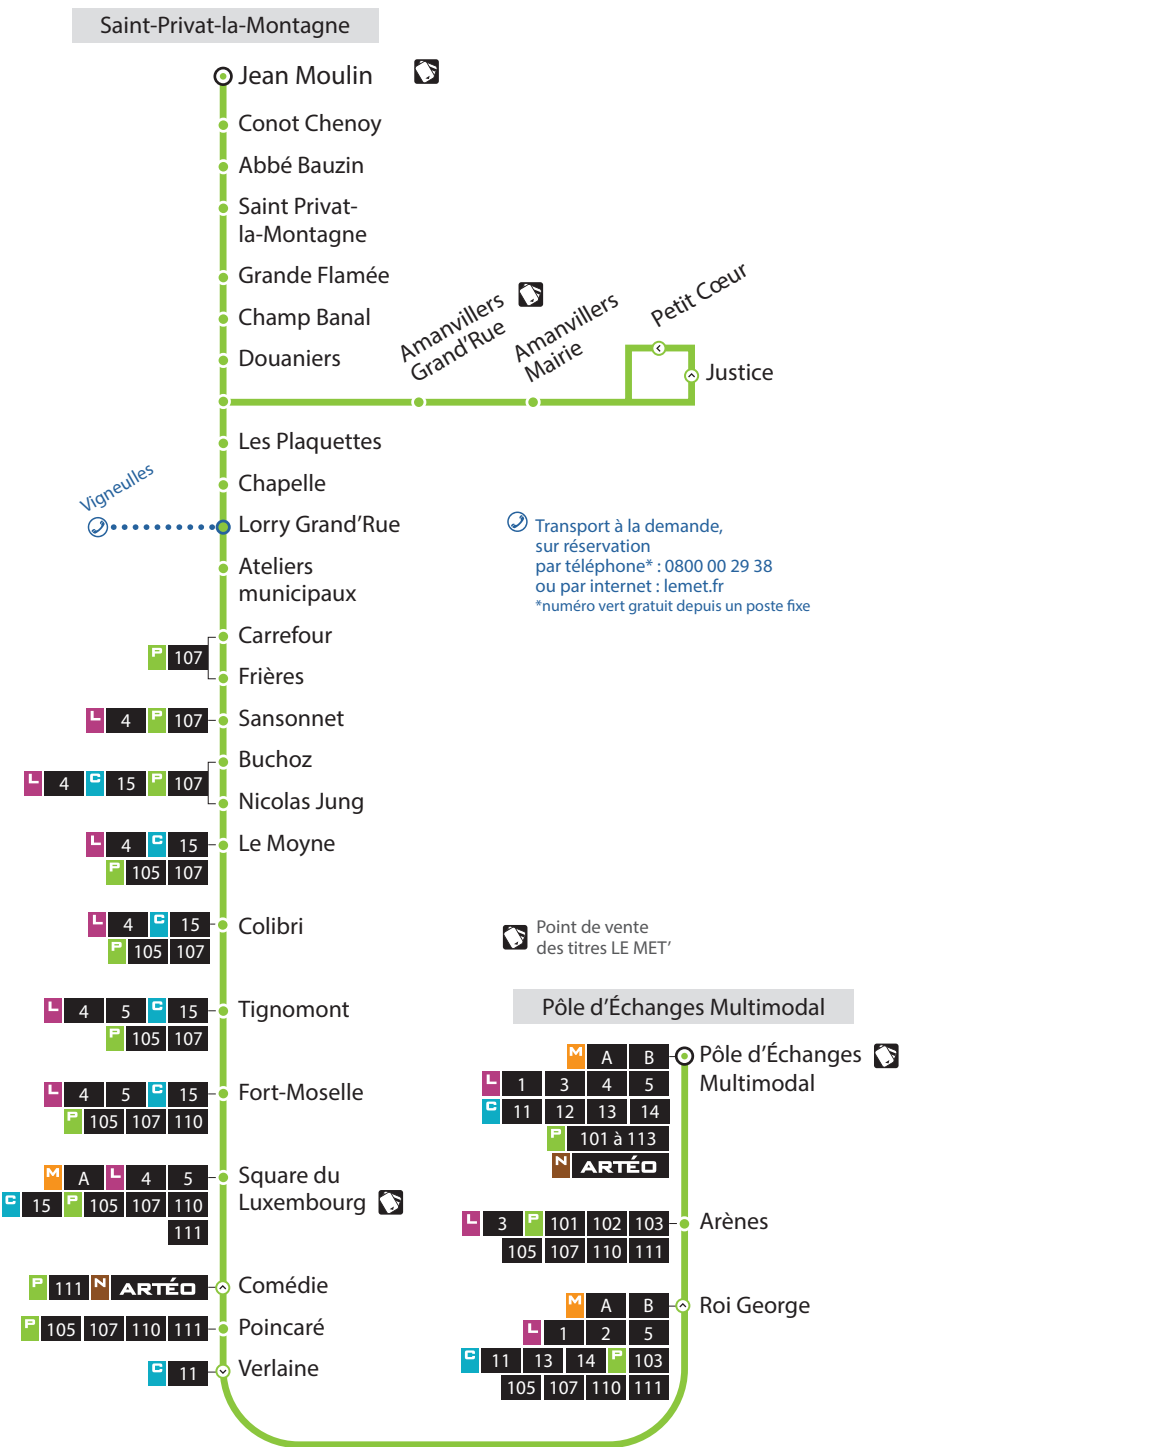 Saint-Privat-la-Montagne
Jean Moulin
Conot Chenoy
Abbé Bauzin
Saint Privat-
la-Montagne
Grande Flamée
Champ Banal
Douaniers
Amanvillers
Grand'Rue
Amanvillers
Mairie
Petit Cœur
Justice
Les Plaquettes
Chapelle
Vigneulles
Lorry Grand'Rue
Transport à la demande,
sur réservation
par téléphone* : 0800 00 29 38
ou par internet : lemet.fr
*numéro vert gratuit depuis un poste fixe
Ateliers
municipaux
Carrefour
P 107
Frières
L 4 P 107 Sansonnet
Buchoz
L 4 C 15 P 107
Nicolas Jung
L 4 C 15 Le Moyne
P 105 107
L 4 C 15 Colibri
P 105 107
Point de vente
des titres LE MET'
L 4 5 C 15 Tignomont
P 105 107
L 4 5 C 15 Fort-Moselle
P 105 107 110
M A L 4 5 Square du
C 15 P 105 107 110 Luxembourg
111
P 111 N ARTÉO Comédie
P 105 107 110 111 Poincaré
C 11 Verlaine
Pôle d'Échanges Multimodal
M A B Pôle d'Échanges
L 1 3 4 5 Multimodal
C 11 12 13 14
P 101 à 113
N ARTÉO
L 3 P 101 102 103 Arènes
105 107 110 111
M A B Roi George
L 1 2 5
C 11 13 14 P 103
105 107 110 111